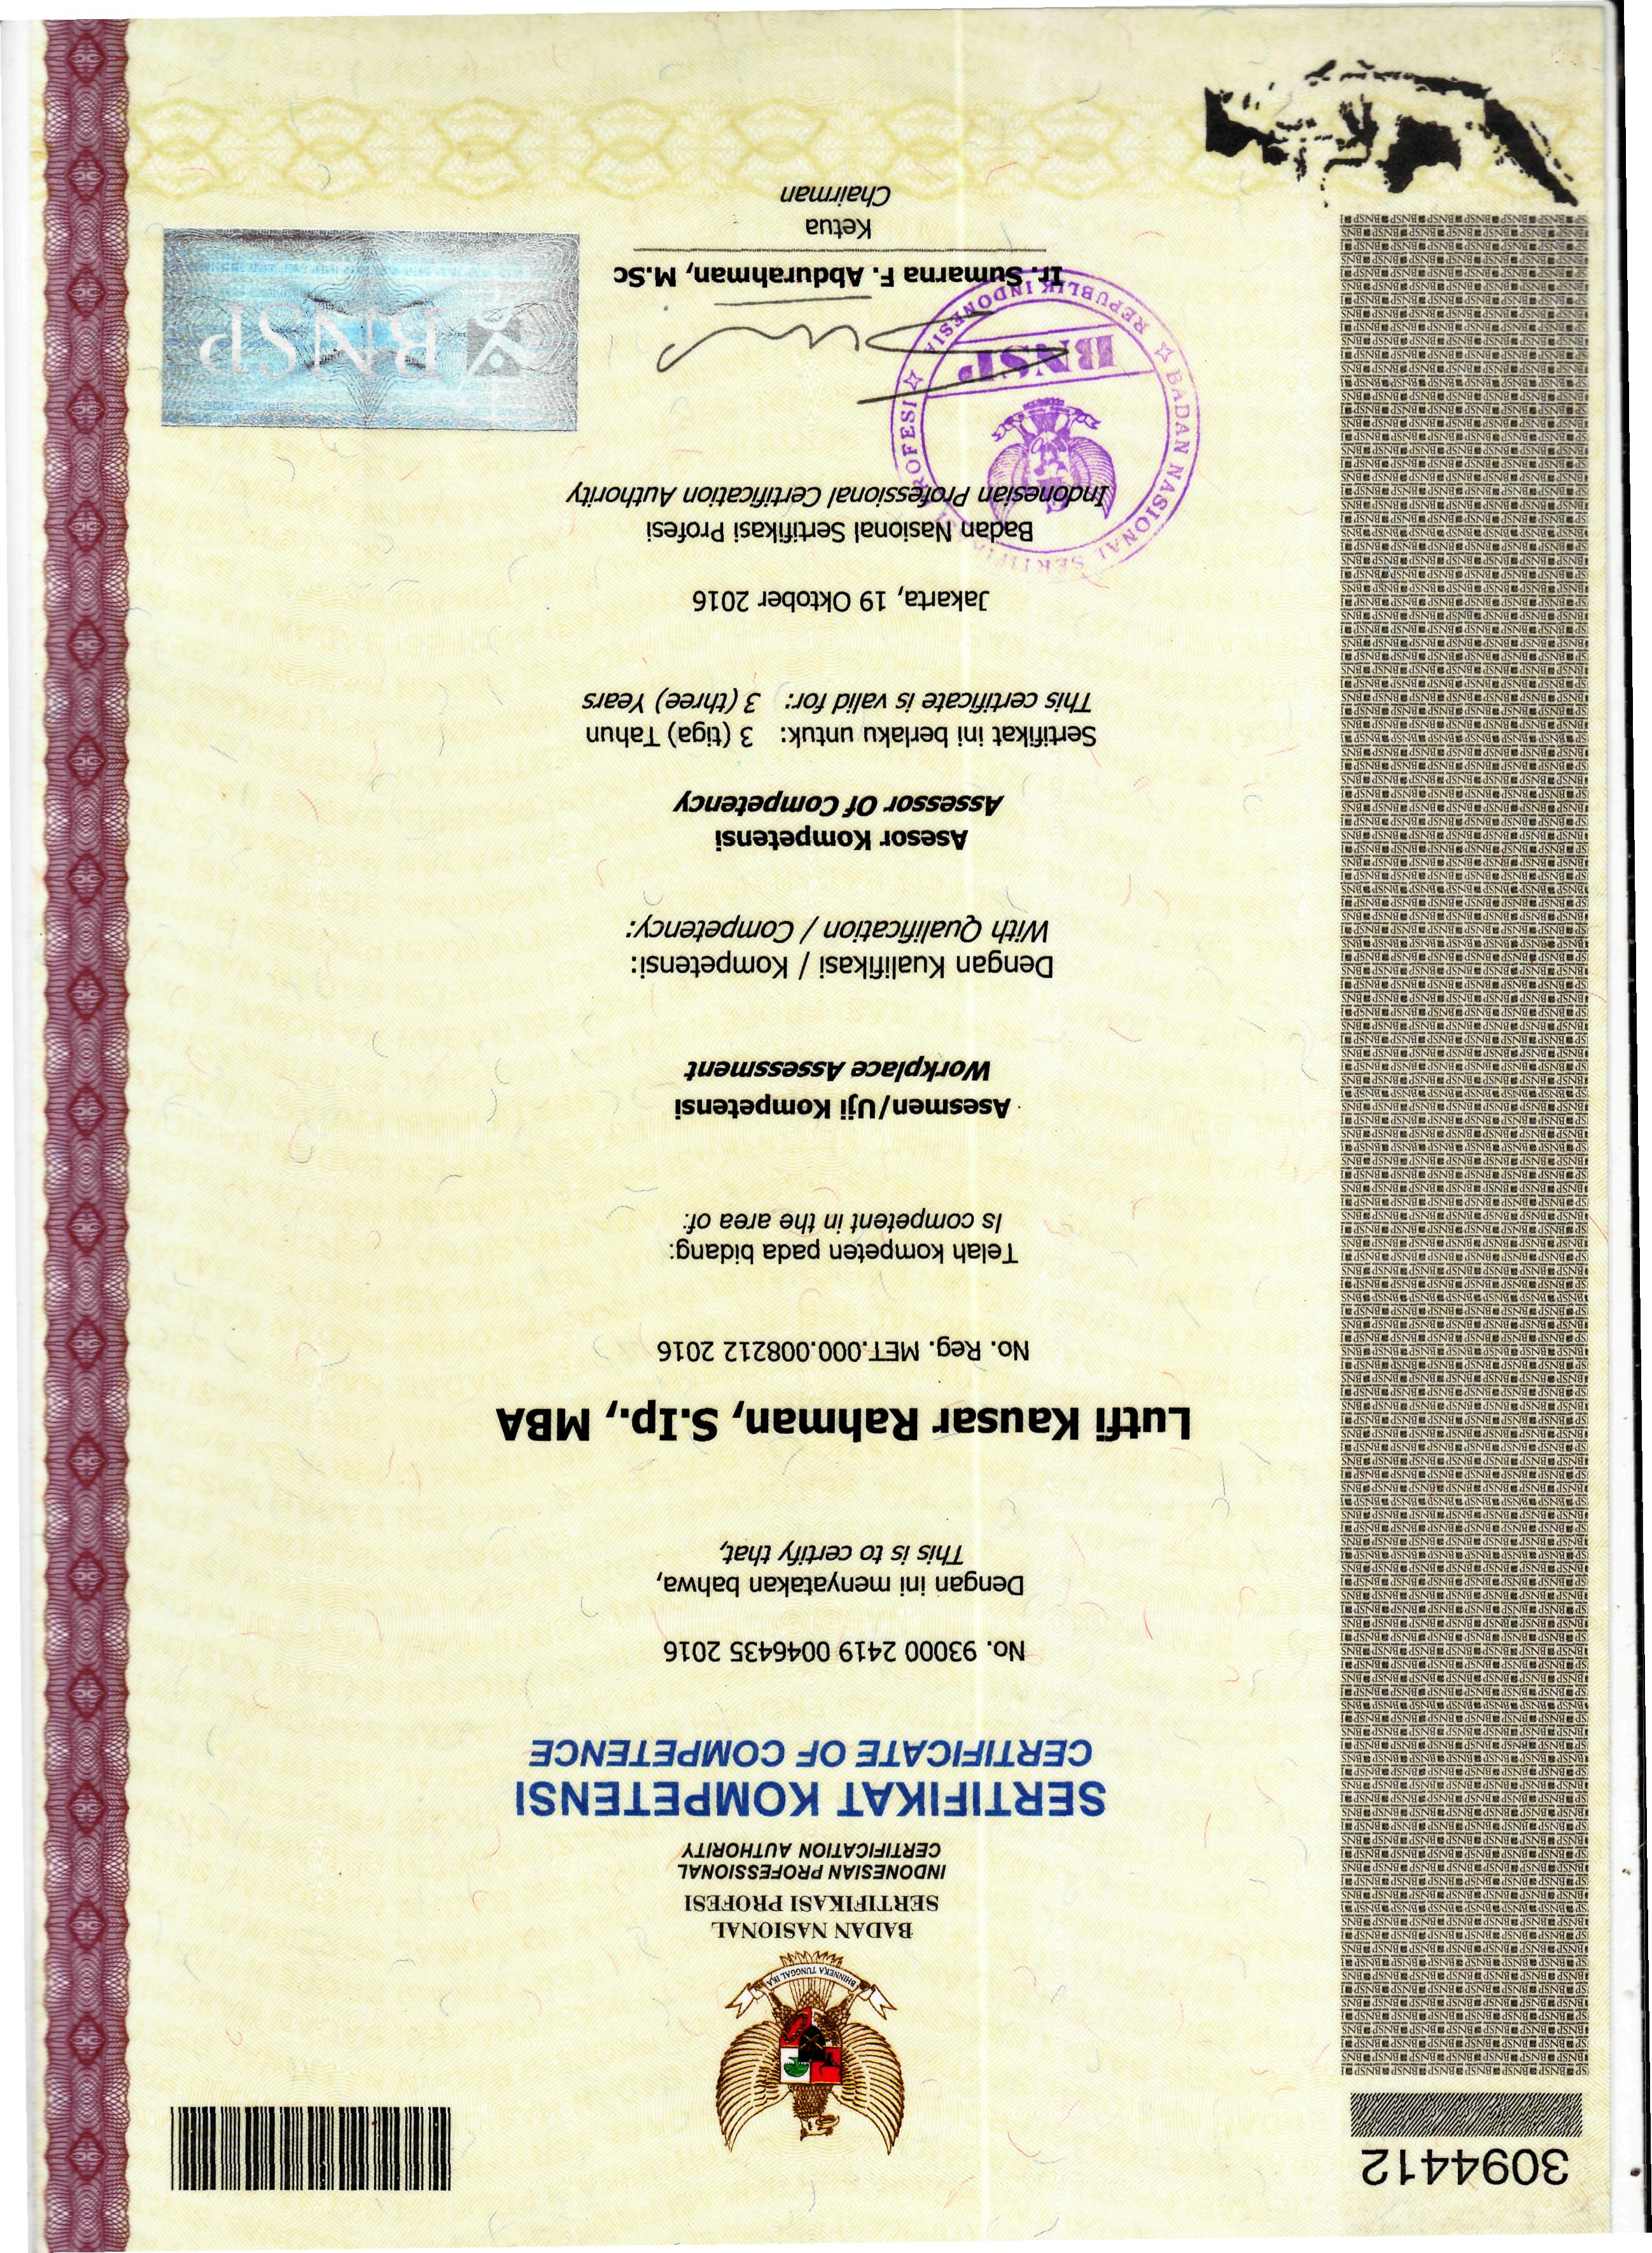 3094412
BHINNEKA TUNGGAL IKA
BADAN NASIONAL
SERTIFIKASI PROFESI
INDONESIAN PROFESSIONAL
CERTIFICATION AUTHORITY
SERTIFIKAT KOMPETENSI
CERTIFICATE OF COMPETENCE
No. 93000 2419 0046435 2016
Dengan ini menyatakan bahwa,
This is to certify that,
Lutfi Kausar Rahman, S.Ip., MBA
No. Reg. MET.000.008212 2016
Telah kompeten pada bidang:
Is competent in the area of:
Asesmen/Uji Kompetensi
Workplace Assessment
Dengan Kualifikasi / Kompetensi:
With Qualification / Competency:
Asesor Kompetensi
Assessor Of Competency
Sertifikat ini berlaku untuk: 3 (tiga) Tahun
This certificate is valid for: 3 (three) Years
Jakarta, 19 Oktober 2016
Badan Nasional Sertifikasi Profesi
Indonesian Professional Certification Authority
BADAN NASIONAL SERTIFIKASI PROFESI
BNSP
REPUBLIK INDONESIA
BNSP
Ir. Sumarna F. Abdurahman, M.Sc
Ketua
Chairman